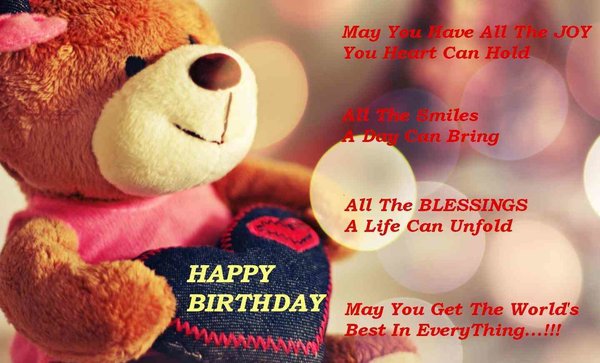 May You Have All The JOY
You Heart Can Hold
All The Smiles
A Day Can Bring
All The BLESSINGS
A Life Can Unfold
HAPPY
BIRTHDAY
May You Get The World's
Best In EveryThing...!!!